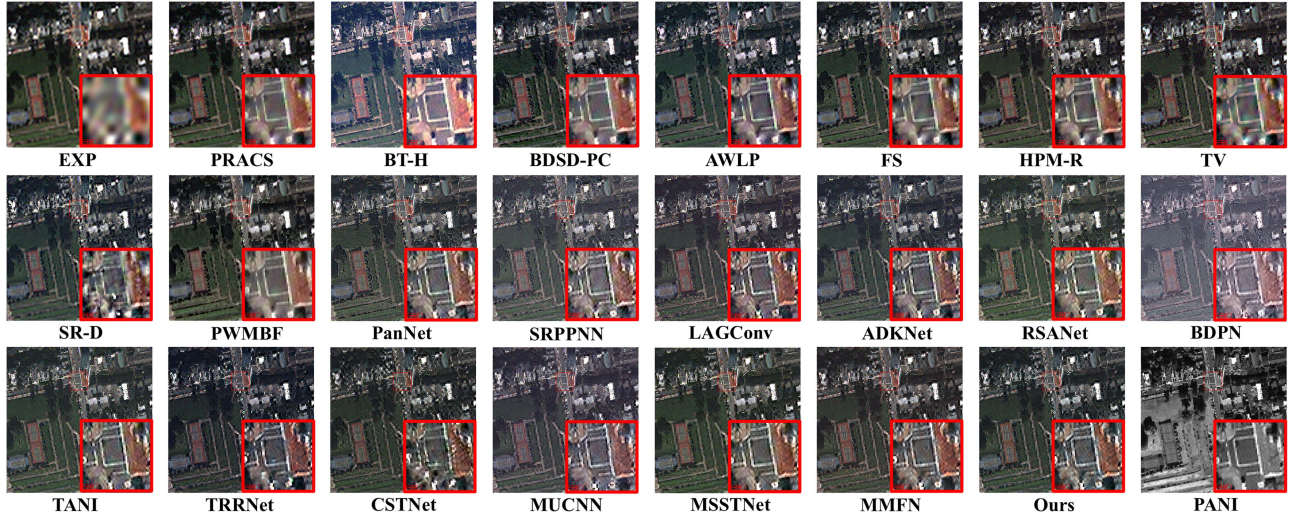 EXP PRACS BT-H BDSD-PC AWLP FS HPM-R TV
SR-D PWMBF PanNet SRPPNN LAGConv ADKNet RSANet BDPN
TANI TRRNet CSTNet MUCNN MSSTNet MMFN Ours PANI